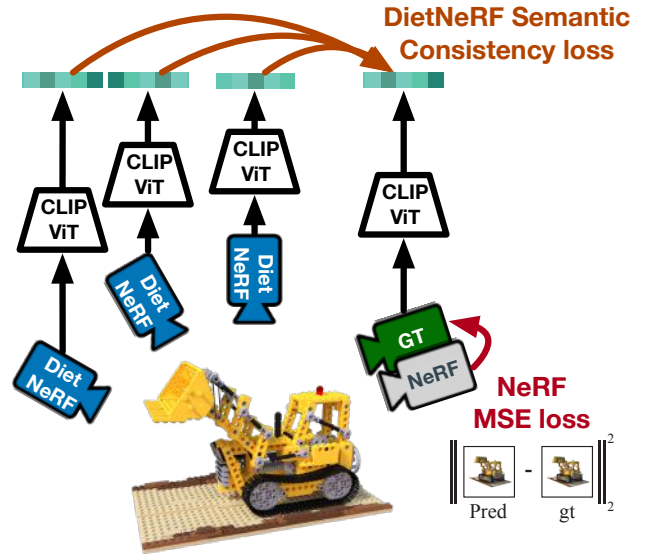 DietNeRF Semantic
Consistency loss
CLIP
ViT
CLIP
ViT
CLIP
ViT
CLIP
ViT
Diet
NeRF
Diet
NeRF
Diet
NeRF
GT
NeRF
NeRF
MSE loss
2
-
2
Pred
gt